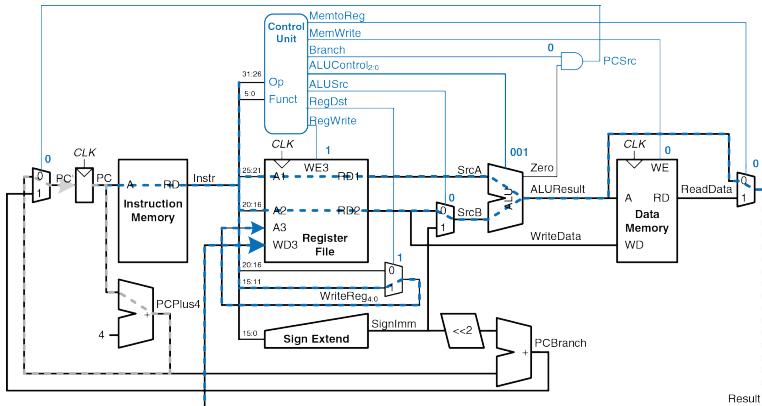 MemtoReg
Control
Unit
MemWrite
Branch
0
0
PCSrc
ALUControl2:0
31:26
Op
ALUSrc
5:0
Funct
RegDst
RegWrite
CLK
CLK
CLK
0
1
0
001
0
0
WE3
WE
Zero
0
1
PC'
PC
A
RD
Instr
25:21
A1
RD1
SrcA
ALU
ALUResult
A
RD
ReadData
0
1
Instruction
Memory
20:16
A2
RD2
0
1
SrcB
Data
Memory
A3
WD3
Register
File
WriteData
WD
20:16
0
1
1
15:11
WriteReg4:0
PCPlus4
+
4
15:0
Sign Extend
SignImm
<<2
+
PCBranch
Result